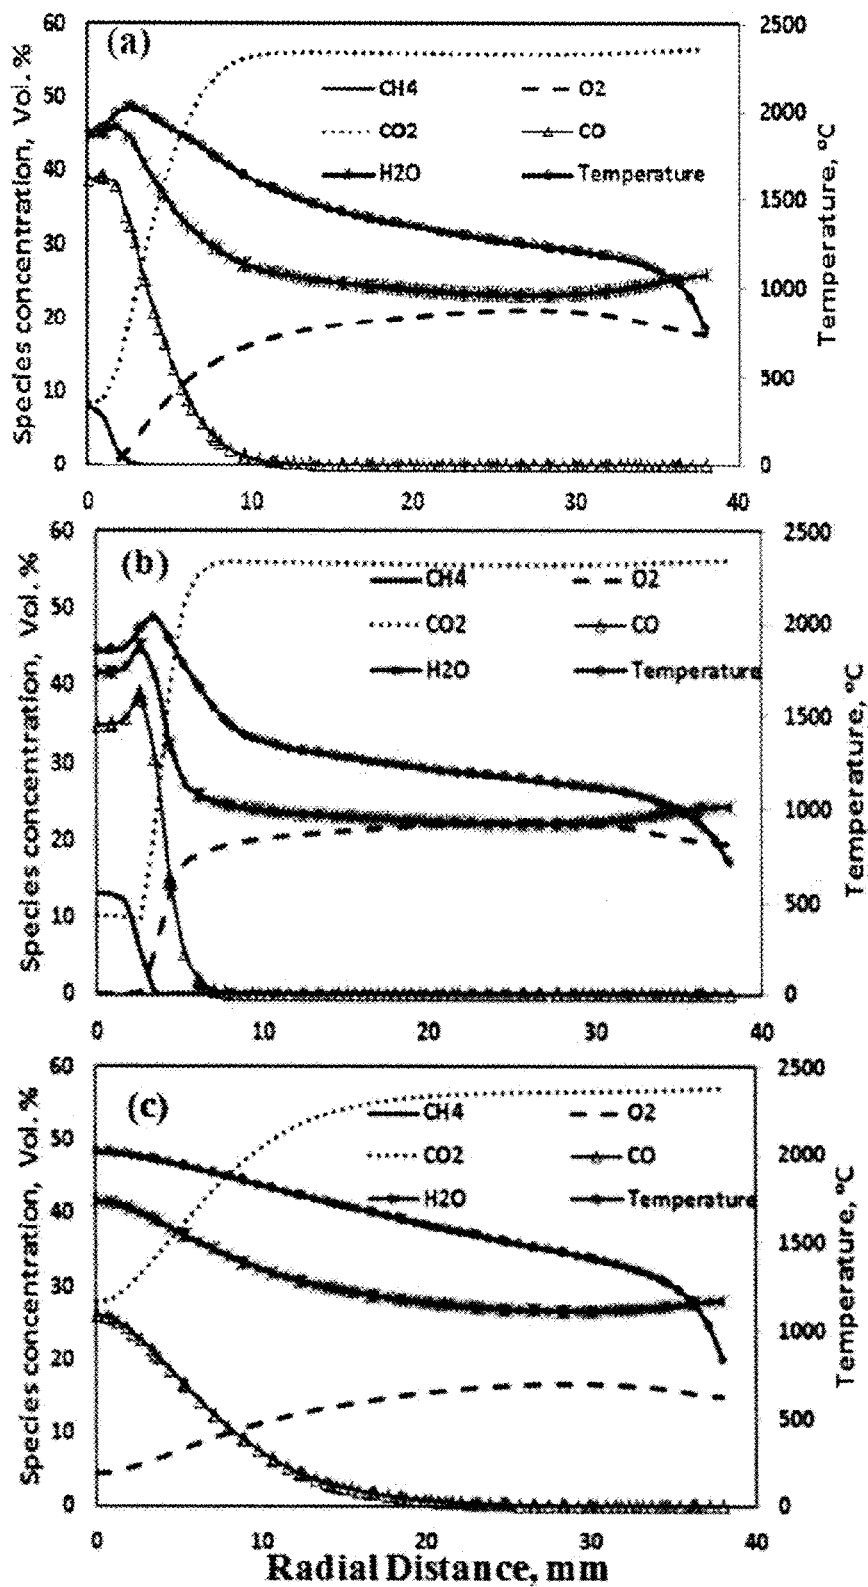 (a)
Species concentration, Vol. %
60
50
40
30
20
10
0
CH4
O2
CO2
CO
H2O
Temperature
2500
2000
1500
1000
500
0
Temperature, ºC
0 10 20 30 40
(b)
Species concentration, Vol. %
60
50
40
30
20
10
0
CH4
O2
CO2
CO
H2O
Temperature
2500
2000
1500
1000
500
0
Temperature, ºC
0 10 20 30 40
(c)
Species concentration, Vol. %
60
50
40
30
20
10
0
CH4
O2
CO2
CO
H2O
Temperature
2500
2000
1500
1000
500
0
Temperature, ºC
0 10 20 30 40
Radial Distance, mm